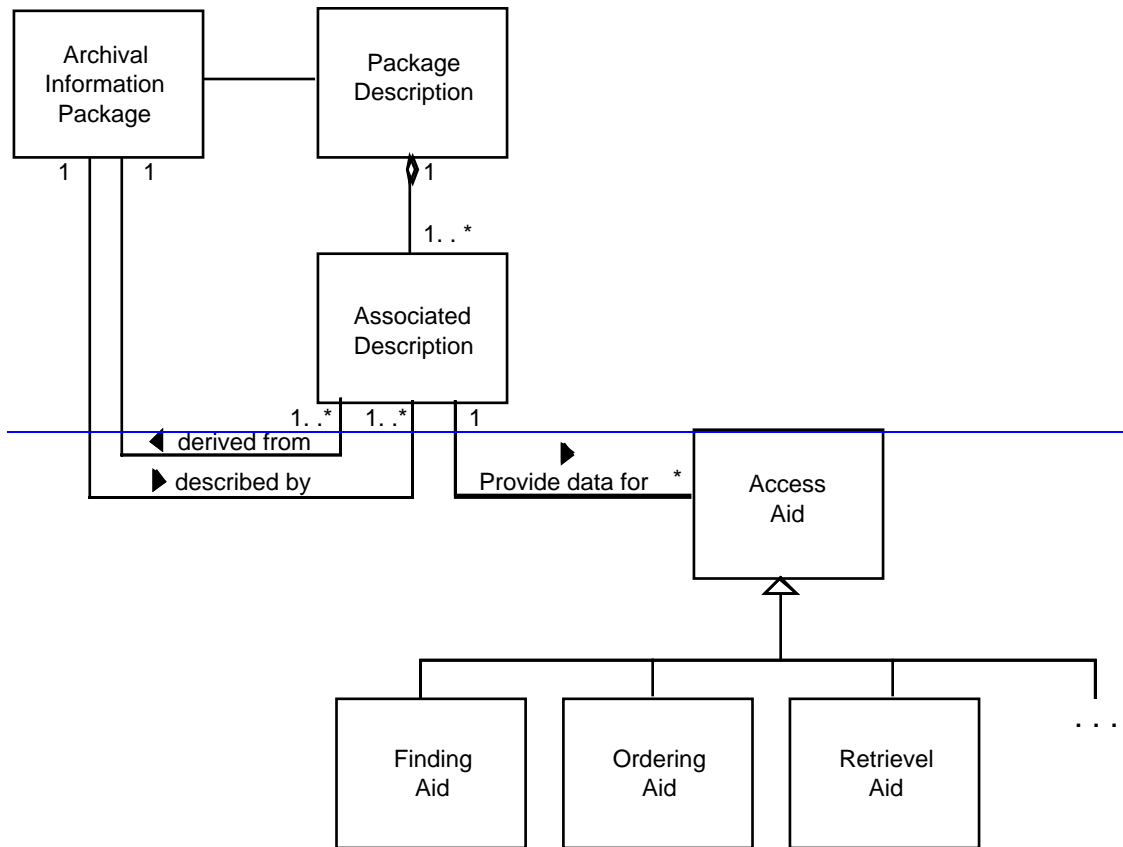 Archival
Information
Package
Package
Description
1
1
1
1. . *
Associated
Description
1. .*
1. .*
1
derived from
described by
Provide data for
*
Access
Aid
Finding
Aid
Ordering
Aid
Retrievel
Aid
. . .